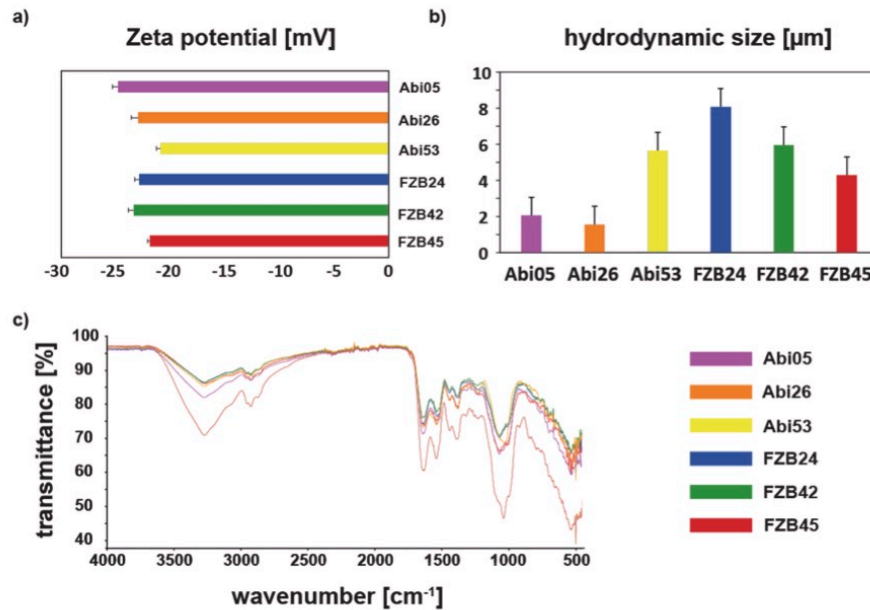 a)
Zeta potential [mV]
Abi05
Abi26
Abi53
FZB24
FZB42
FZB45
-30 -25 -20 -15 -10 -5 0
b)
hydrodynamic size [µm]
10
8
6
4
2
0
Abi05 Abi26 Abi53 FZB24 FZB42 FZB45
c)
transmittance [%]
100
90
80
70
60
50
40
4000 3500 3000 2500 2000 1500 1000 500
wavenumber [cm⁻¹]
Abi05
Abi26
Abi53
FZB24
FZB42
FZB45